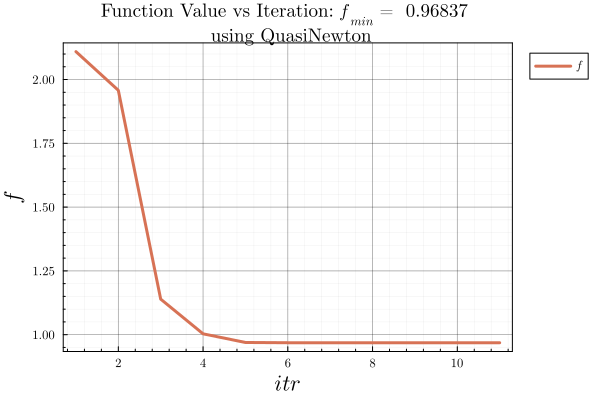 Function Value vs Iteration: f_min = 0.96837
using QuasiNewton
f
2.00
1.75
1.50
1.25
1.00
f
2 4 6 8 10
itr